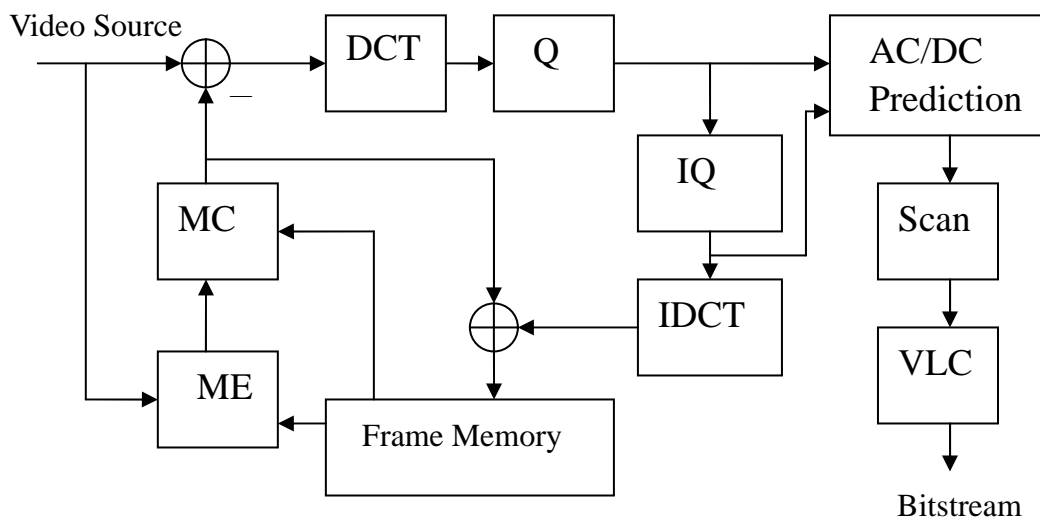 Video Source
DCT
Q
AC/DC
Prediction
IQ
MC
Scan
IDCT
VLC
ME
Frame Memory
Bitstream